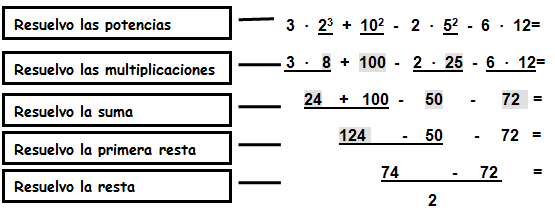 Resuelvo las potencias 3 · 2³ + 10² - 2 · 5² - 6 · 12=
Resuelvo las multiplicaciones 3 · 8 + 100 - 2 · 25 - 6 · 12=
Resuelvo la suma 24 + 100 - 50 - 72 =
Resuelvo la primera resta 124 - 50 - 72 =
Resuelvo la resta 74 - 72 =
2